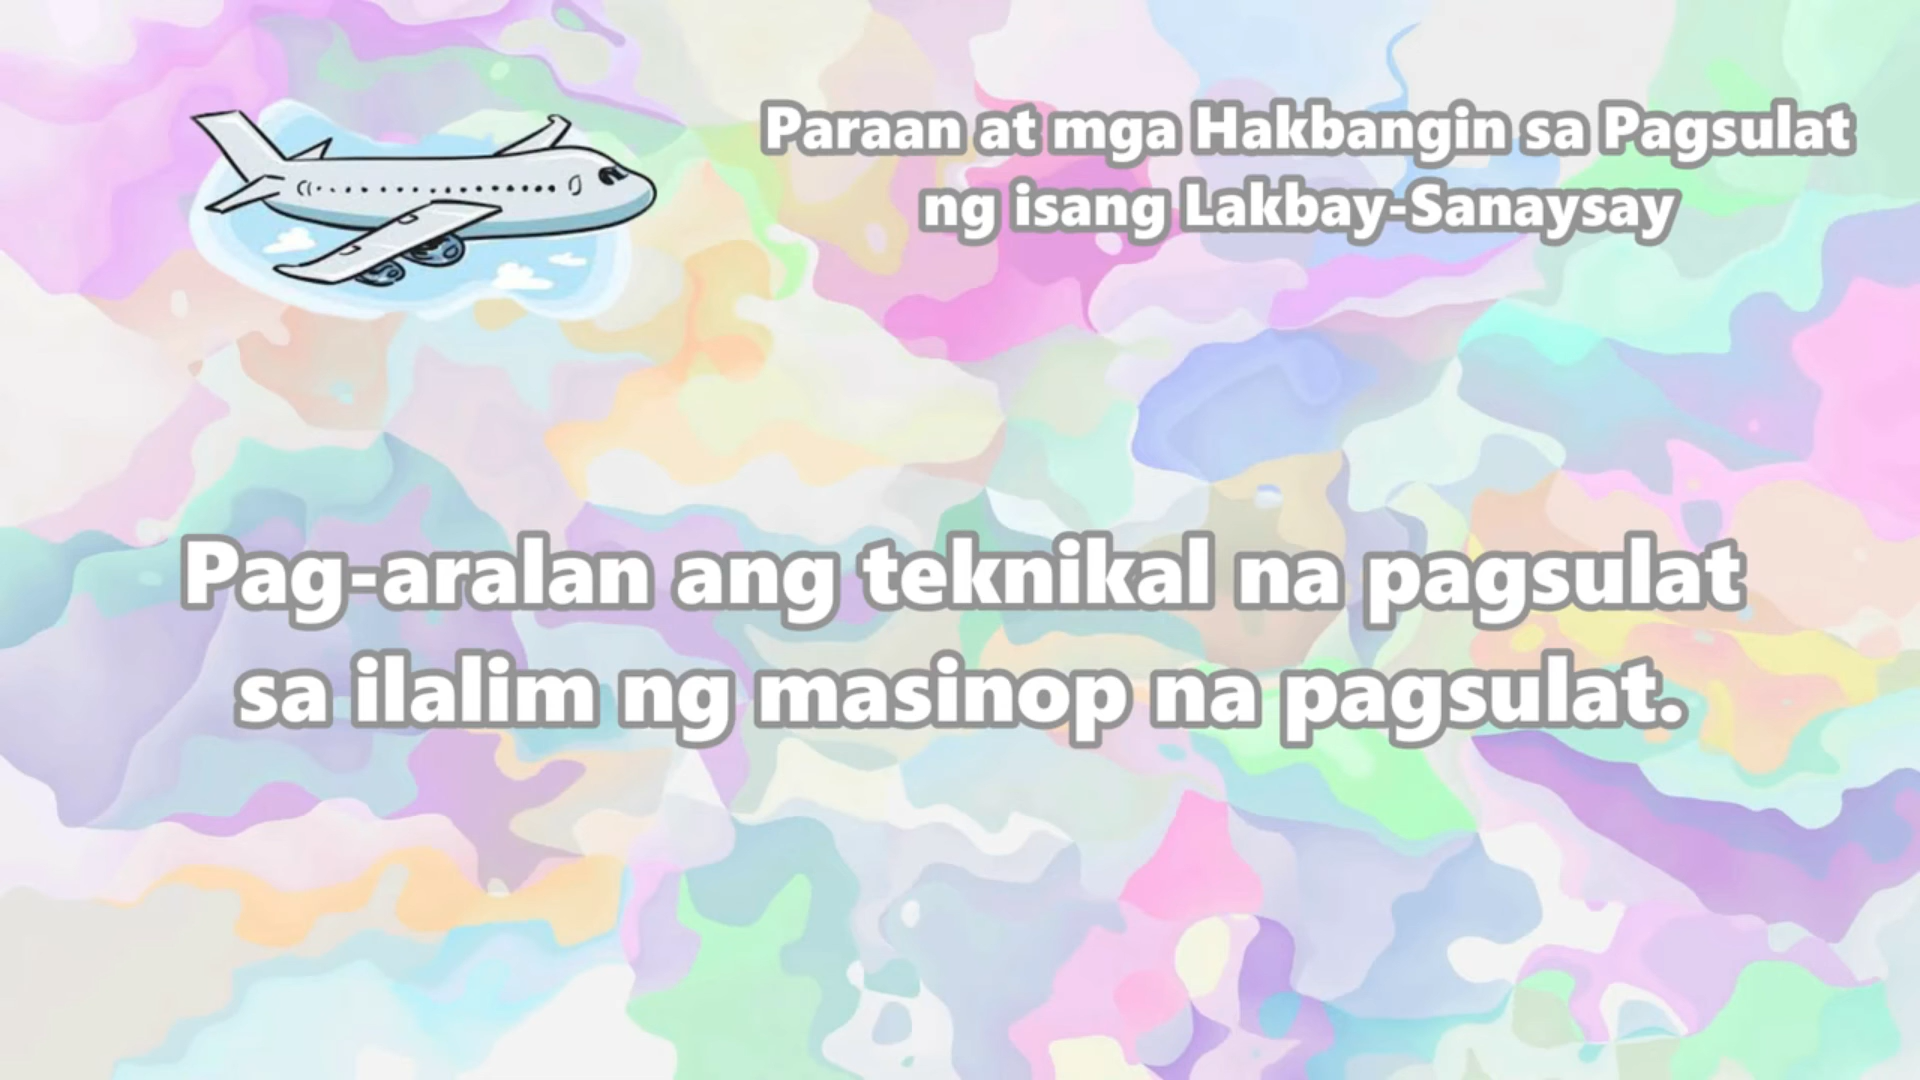 Paraan at mga Hakbangin sa Pagsulat
ng isang Lakbay-Sanaysay
Pag-aralan ang teknikal na pagsulat
sa ilalim ng masinop na pagsulat.